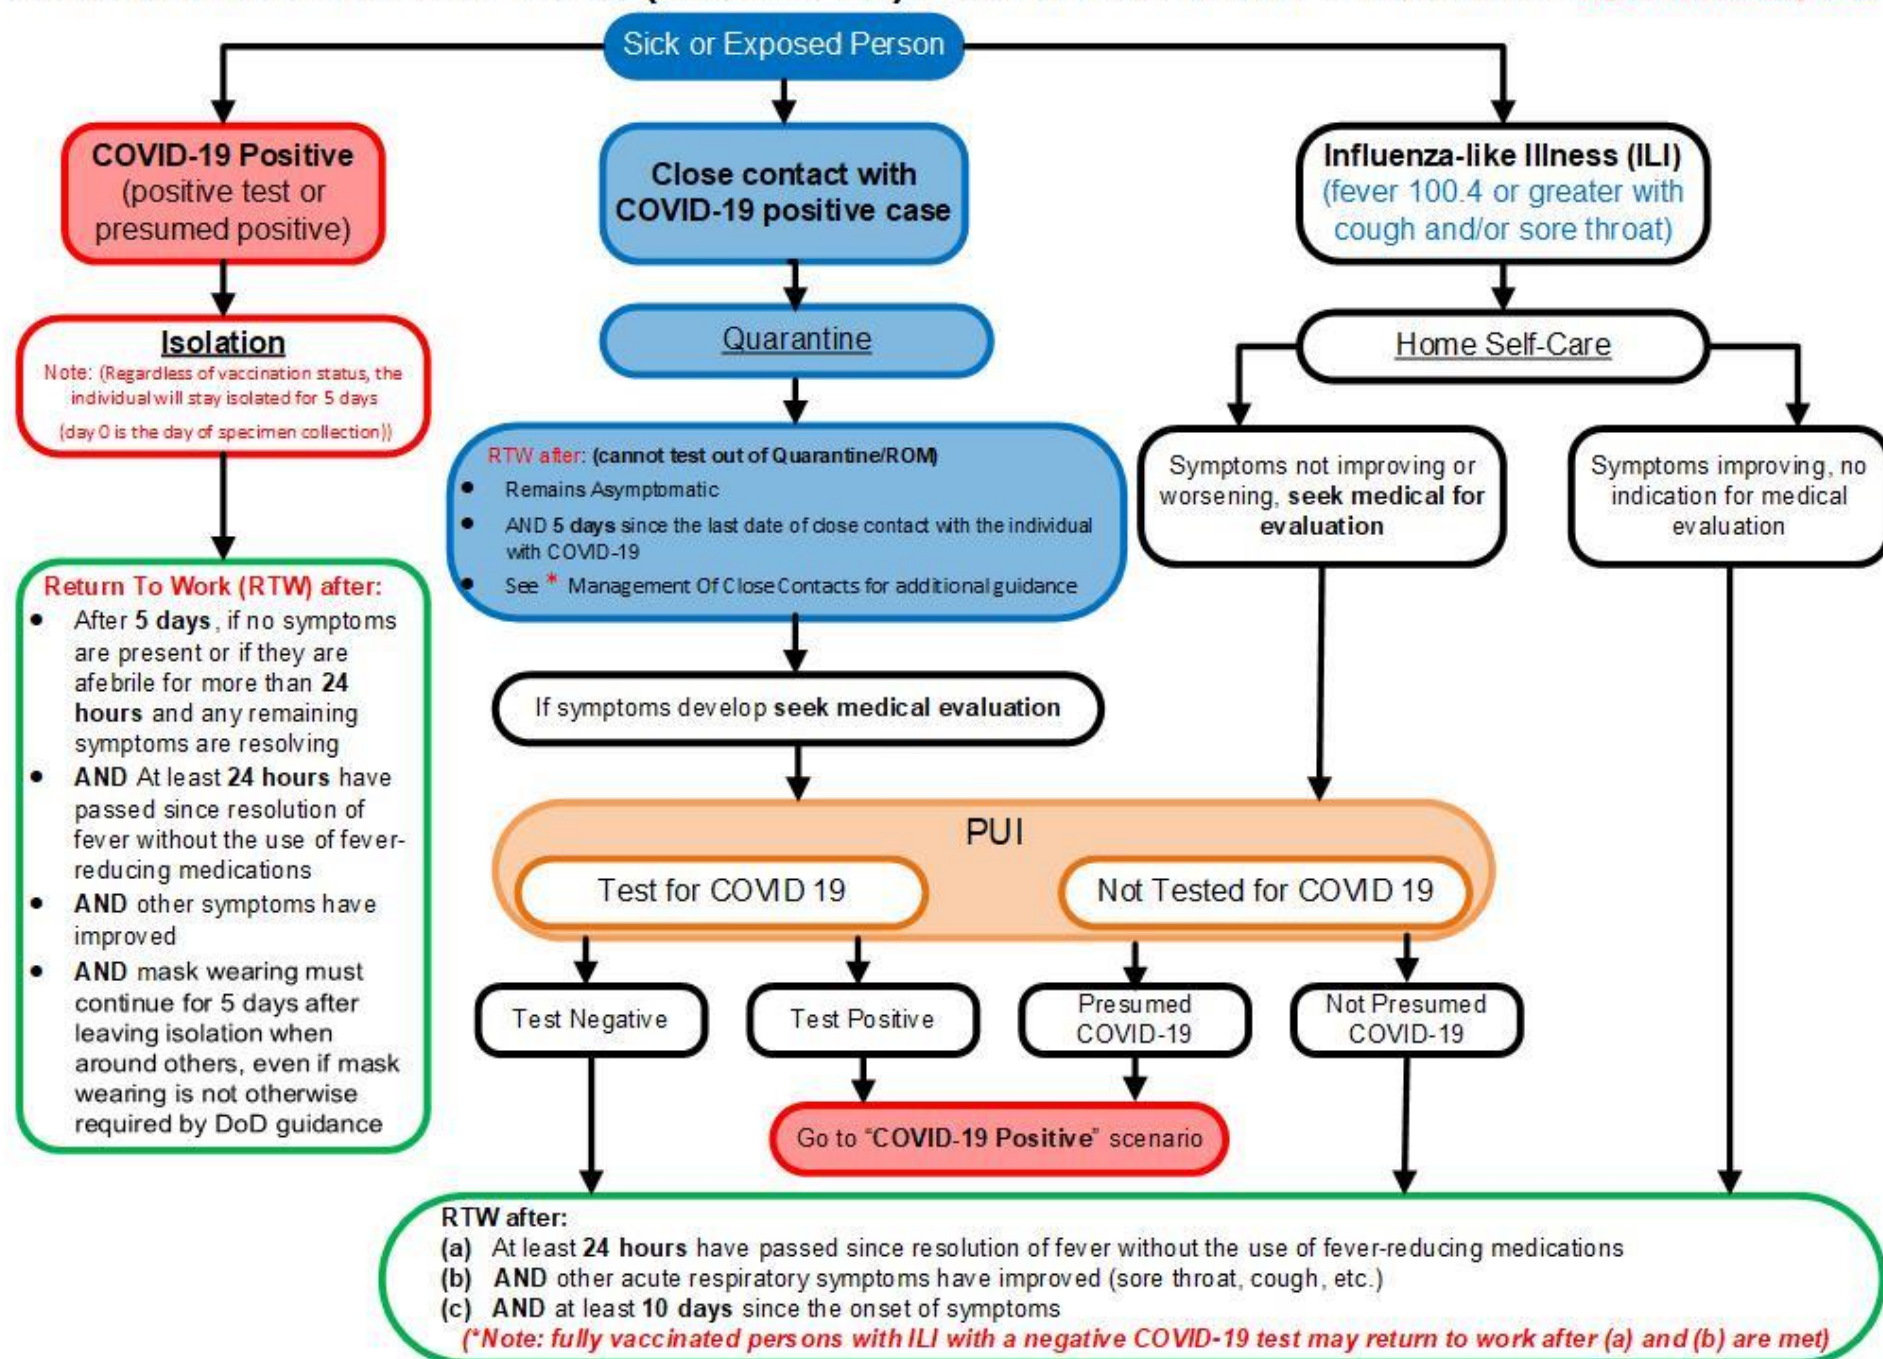 Sick or Exposed Person
COVID-19 Positive
(positive test or
presumed positive)
Close contact with
COVID-19 positive case
Influenza-like Illness (ILI)
(fever 100.4 or greater with
cough and/or sore throat)
Isolation
Note: (Regardless of vaccination status, the
individual will stay isolated for 5 days
(day 0 is the day of specimen collection))
Quarantine
Home Self-Care
RTW after: (cannot test out of Quarantine/ROM)
• Remains Asymptomatic
• AND 5 days since the last date of close contact with the individual
with COVID-19
• See * Management Of Close Contacts for additional guidance
Symptoms not improving or
worsening, seek medical for
evaluation
Symptoms improving, no
indication for medical
evaluation
Return To Work (RTW) after:
• After 5 days, if no symptoms
are present or if they are
afebrile for more than 24
hours and any remaining
symptoms are resolving
• AND At least 24 hours have
passed since resolution of
fever without the use of fever-
reducing medications
• AND other symptoms have
improved
• AND mask wearing must
continue for 5 days after
leaving isolation when
around others, even if mask
wearing is not otherwise
required by DoD guidance
If symptoms develop seek medical evaluation
PUI
Test for COVID 19
Not Tested for COVID 19
Test Negative
Test Positive
Presumed
COVID-19
Not Presumed
COVID-19
Go to “COVID-19 Positive” scenario
RTW after:
(a) At least 24 hours have passed since resolution of fever without the use of fever-reducing medications
(b) AND other acute respiratory symptoms have improved (sore throat, cough, etc.)
(c) AND at least 10 days since the onset of symptoms
(*Note: fully vaccinated persons with ILI with a negative COVID-19 test may return to work after (a) and (b) are met)